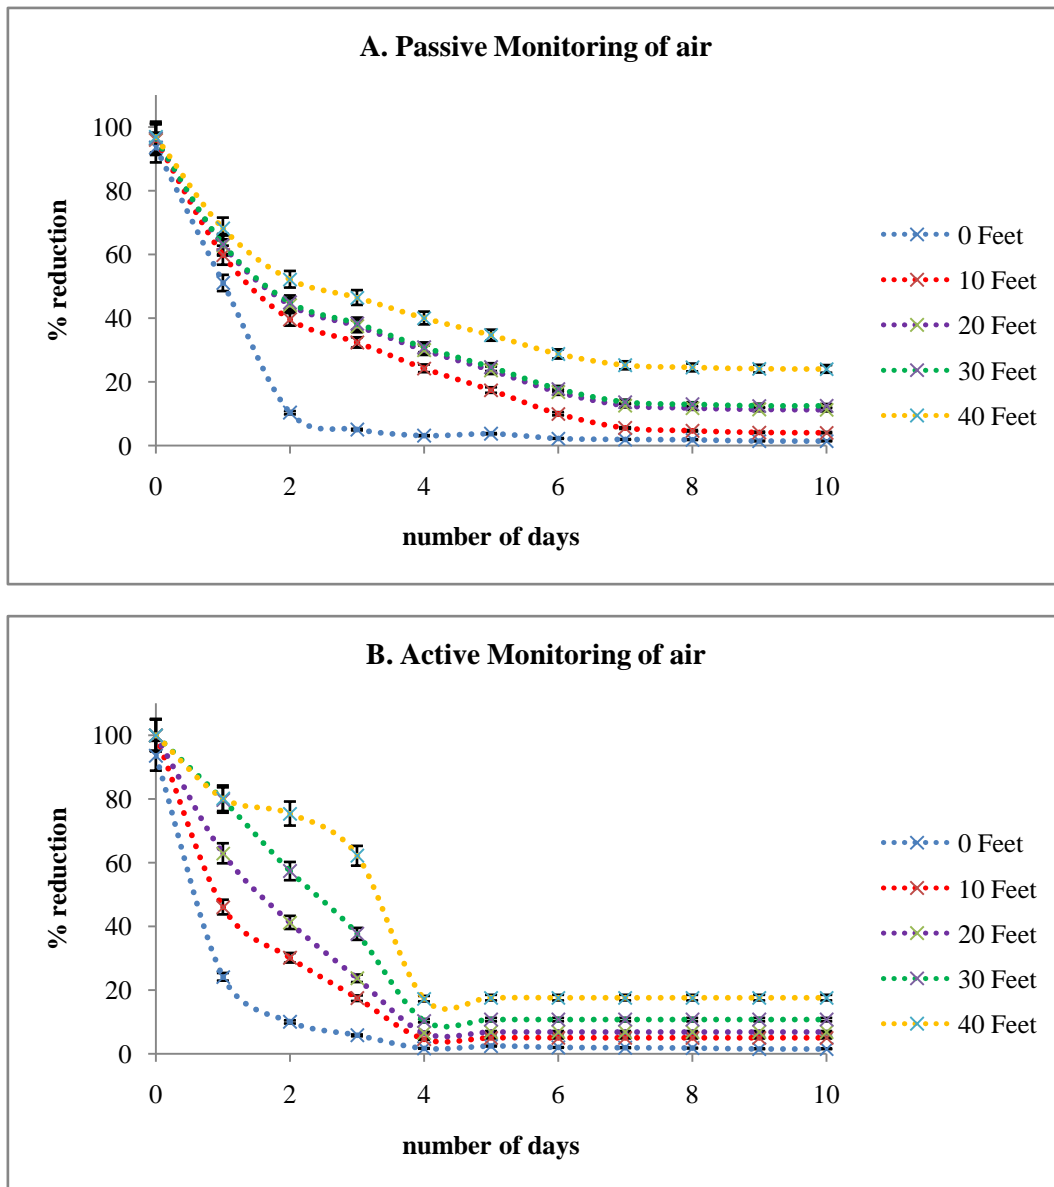 A. Passive Monitoring of air
100
80
60
40
20
0
% reduction
0 2 4 6 8 10
number of days
0 Feet
10 Feet
20 Feet
30 Feet
40 Feet
B. Active Monitoring of air
100
80
60
40
20
0
% reduction
0 2 4 6 8 10
number of days
0 Feet
10 Feet
20 Feet
30 Feet
40 Feet